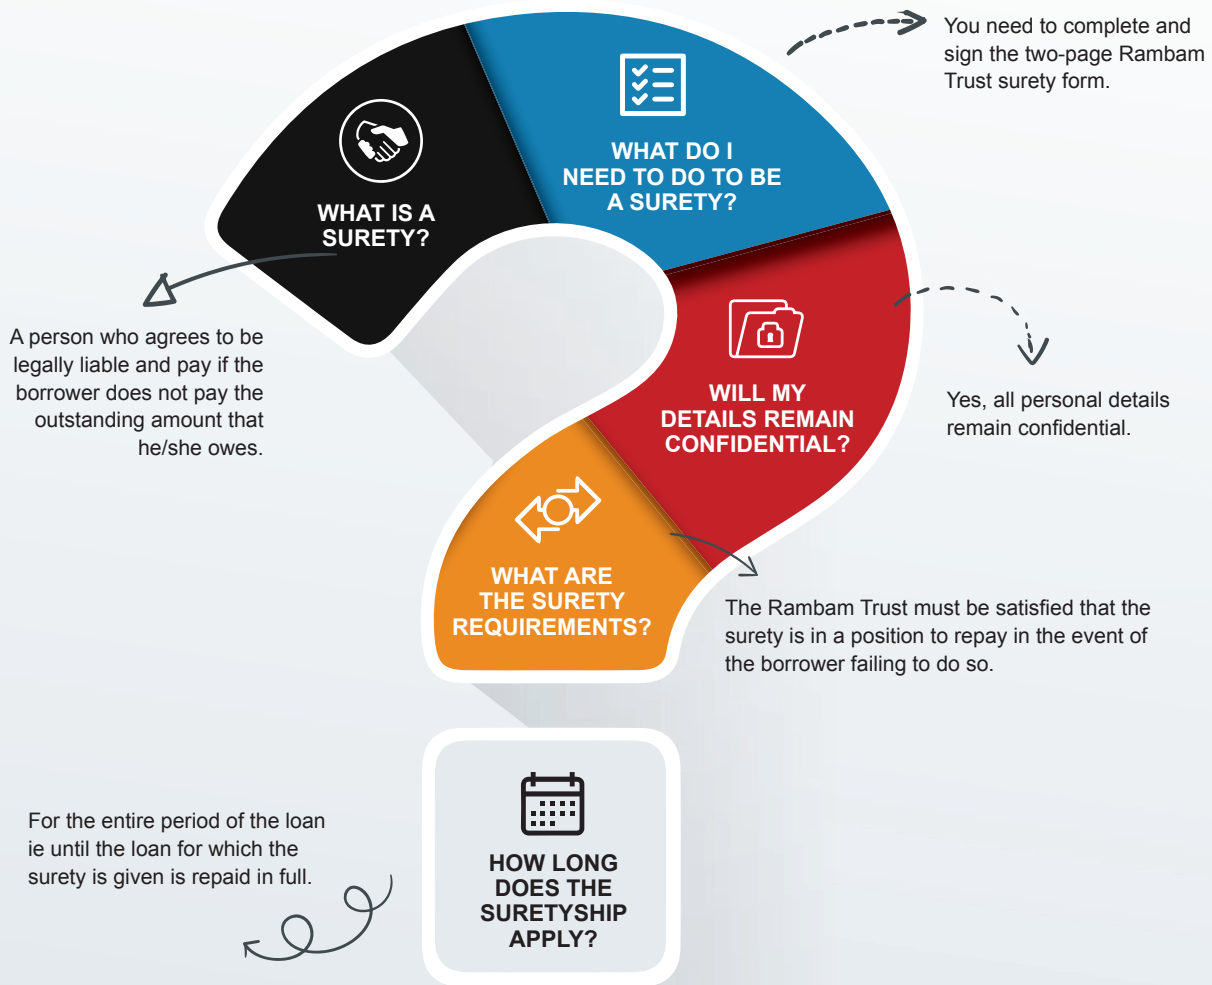 WHAT IS A
SURETY?
A person who agrees to be
legally liable and pay if the
borrower does not pay the
outstanding amount that
he/she owes.
WHAT DO I
NEED TO DO TO BE
A SURETY?
You need to complete and
sign the two-page Rambam
Trust surety form.
WILL MY
DETAILS REMAIN
CONFIDENTIAL?
Yes, all personal details
remain confidential.
WHAT ARE
THE SURETY
REQUIREMENTS?
The Rambam Trust must be satisfied that the
surety is in a position to repay in the event of
the borrower failing to do so.
HOW LONG
DOES THE
SURETYSHIP
APPLY?
For the entire period of the loan
ie until the loan for which the
surety is given is repaid in full.